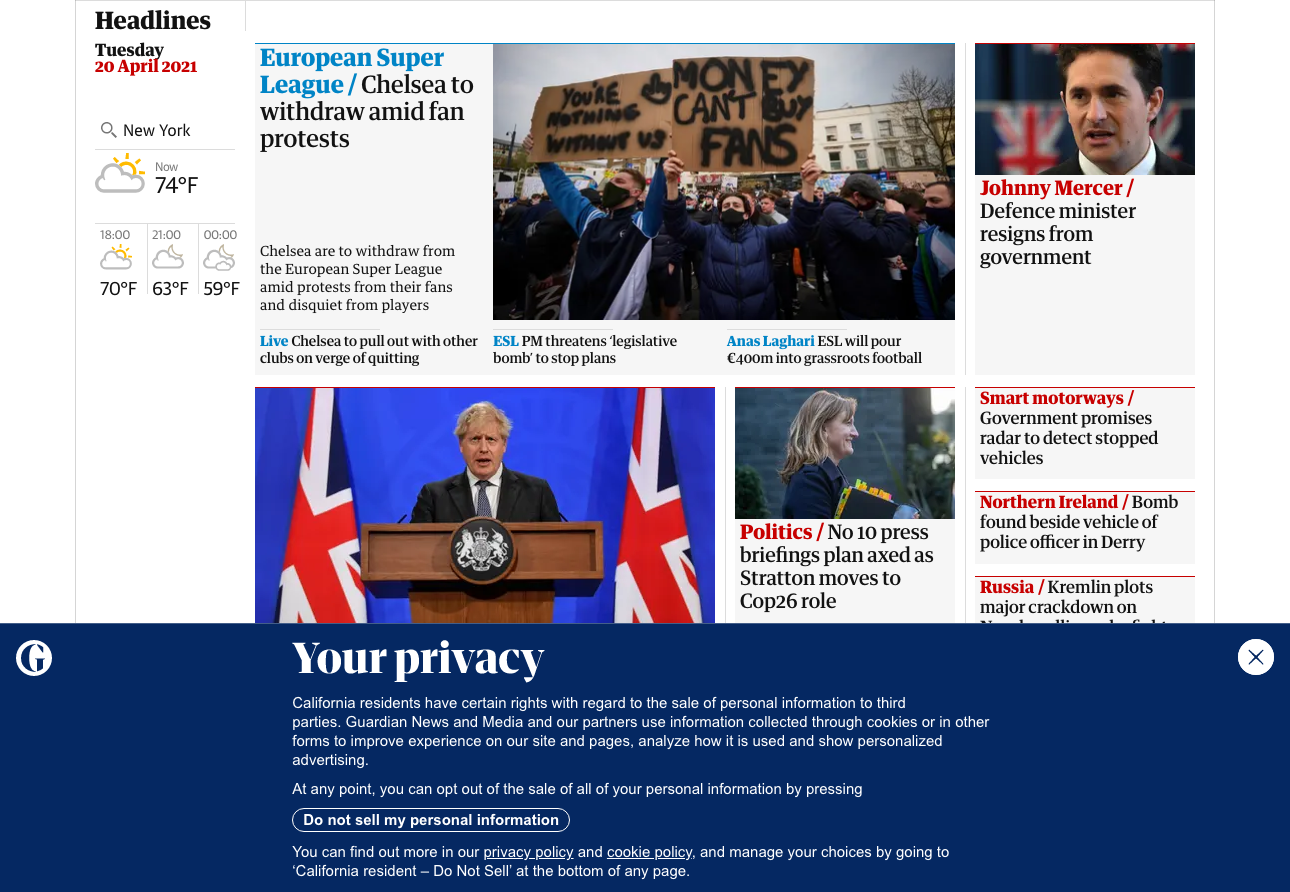 Headlines
Tuesday
20 April 2021
New York
Now
74°F
18:00
21:00
00:00
70°F
63°F
59°F
European Super
League / Chelsea to
withdraw amid fan
protests
Chelsea are to withdraw from
the European Super League
amid protests from their fans
and disquiet from players
YOU'RE
NOTHING
WITHOUT US
MONEY
CAN'T BUY
FANS
Live Chelsea to pull out with other
clubs on verge of quitting
ESL PM threatens ‘legislative
bomb’ to stop plans
Anas Laghari ESL will pour
€400m into grassroots football
Johnny Mercer /
Defence minister
resigns from
government
Politics / No 10 press
briefings plan axed as
Stratton moves to
Cop26 role
Smart motorways /
Government promises
radar to detect stopped
vehicles
Northern Ireland / Bomb
found beside vehicle of
police officer in Derry
Russia / Kremlin plots
major crackdown on
G
Your privacy
California residents have certain rights with regard to the sale of personal information to third
parties. Guardian News and Media and our partners use information collected through cookies or in other
forms to improve experience on our site and pages, analyze how it is used and show personalized
advertising.
At any point, you can opt out of the sale of all of your personal information by pressing
Do not sell my personal information
You can find out more in our privacy policy and cookie policy, and manage your choices by going to
‘California resident – Do Not Sell’ at the bottom of any page.